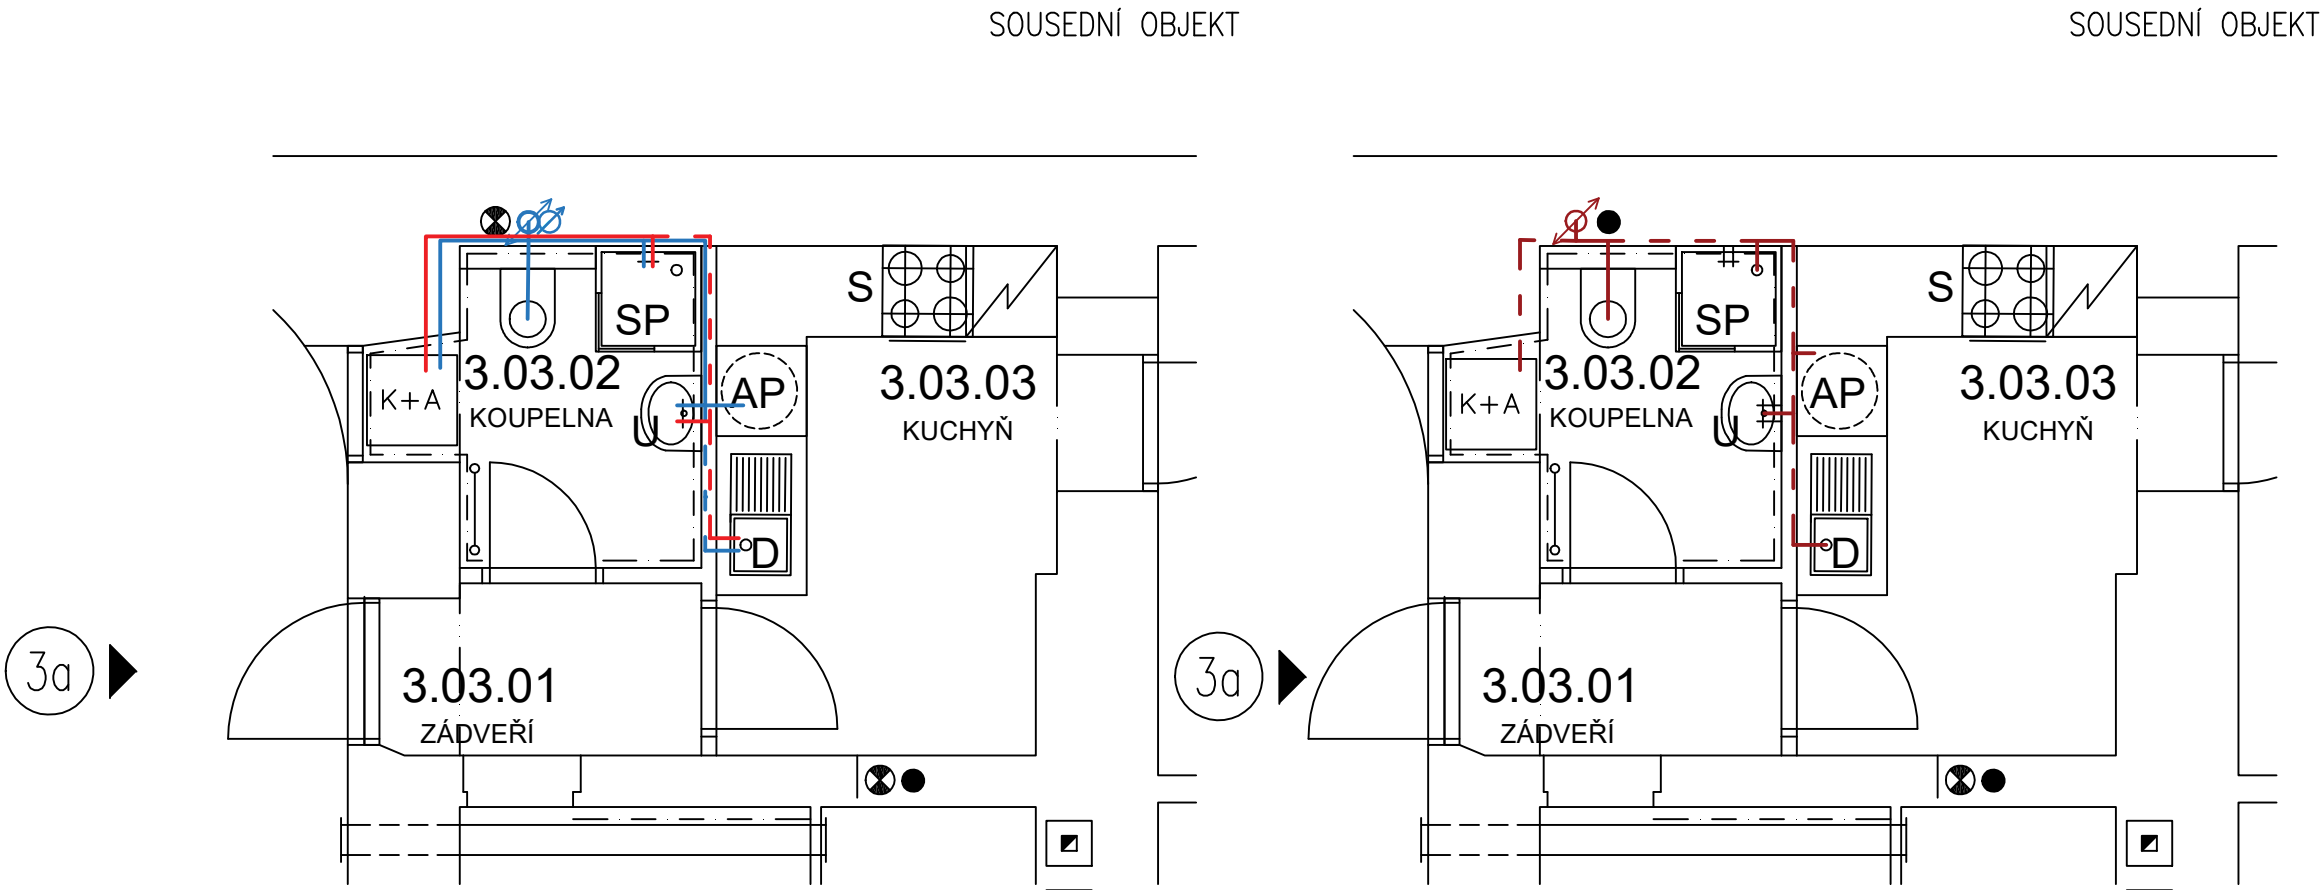 SOUSEDNÍ OBJEKT
SOUSEDNÍ OBJEKT
S
SP
3.03.02
KOUPELNA
K+A
U
AP
3.03.03
KUCHYŇ
D
3a
3.03.01
ZÁDVEŘÍ
S
SP
3.03.02
KOUPELNA
K+A
U
AP
3.03.03
KUCHYŇ
D
3a
3.03.01
ZÁDVEŘÍ